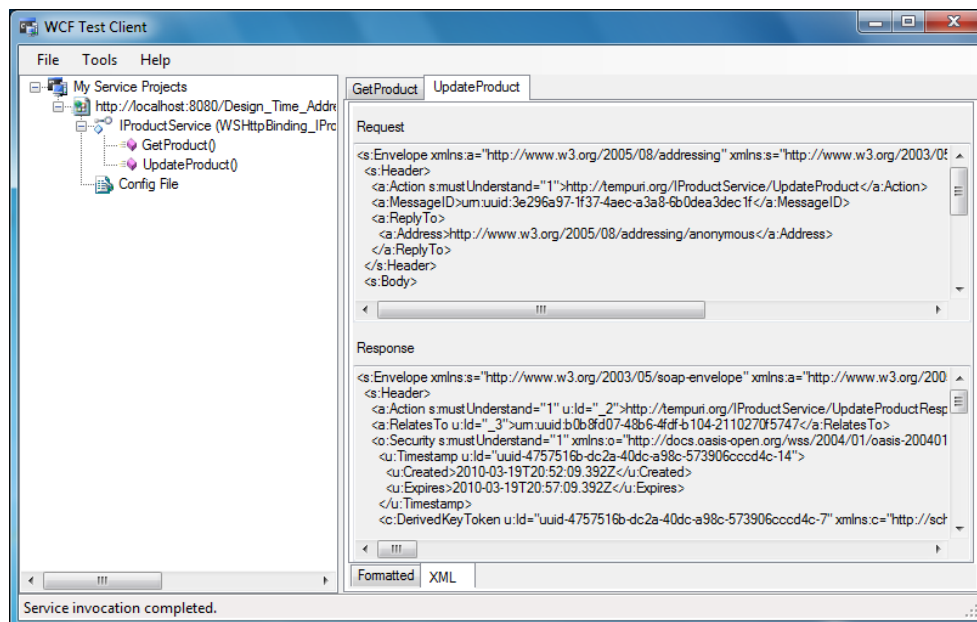 WCF Test Client
File Tools Help
My Service Projects
http://localhost:8080/Design_Time_Addre
IProductService (WSHttpBinding_IPro
GetProduct()
UpdateProduct()
Config File
GetProduct UpdateProduct
Request
<s:Envelope xmlns:a="http://www.w3.org/2005/08/addressing" xmlns:s="http://www.w3.org/2003/05
<s:Header>
<a:Action s:mustUnderstand="1">http://tempuri.org/IProductService/UpdateProduct</a:Action>
<a:MessageID>urn:uuid:3e296a97-1f37-4aec-a3a8-6b0dea3dec1f</a:MessageID>
<a:ReplyTo>
<a:Address>http://www.w3.org/2005/08/addressing/anonymous</a:Address>
</a:ReplyTo>
</s:Header>
<s:Body>
Response
<s:Envelope xmlns:s="http://www.w3.org/2003/05/soap-envelope" xmlns:a="http://www.w3.org/200
<s:Header>
<a:Action s:mustUnderstand="1" u:Id="_2">http://tempuri.org/IProductService/UpdateProductResp
<a:RelatesTo u:Id="_3">urn:uuid:b0b8fd07-48b6-4fdf-b104-2110270f5747</a:RelatesTo>
<o:Security s:mustUnderstand="1" xmlns:o="http://docs.oasis-open.org/wss/2004/01/oasis-200401
<u:Timestamp u:Id="uuid-4757516b-dc2a-40dc-a98c-573906cccd4c-14">
<u:Created>2010-03-19T20:52:09.392Z</u:Created>
<u:Expires>2010-03-19T20:57:09.392Z</u:Expires>
</u:Timestamp>
<c:DerivedKeyToken u:Id="uuid-4757516b-dc2a-40dc-a98c-573906cccd4c-7" xmlns:c="http://sch
Formatted XML
Service invocation completed.